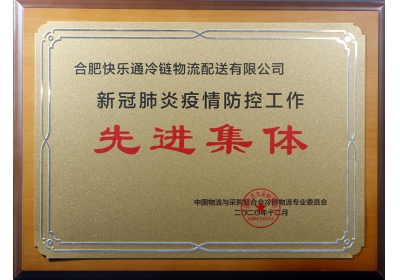 合肥快乐通冷链物流配送有限公司
新冠肺炎疫情防控工作
先进集体
中国物流与采购联合会冷链物流专业委员会
二〇二〇年十二月